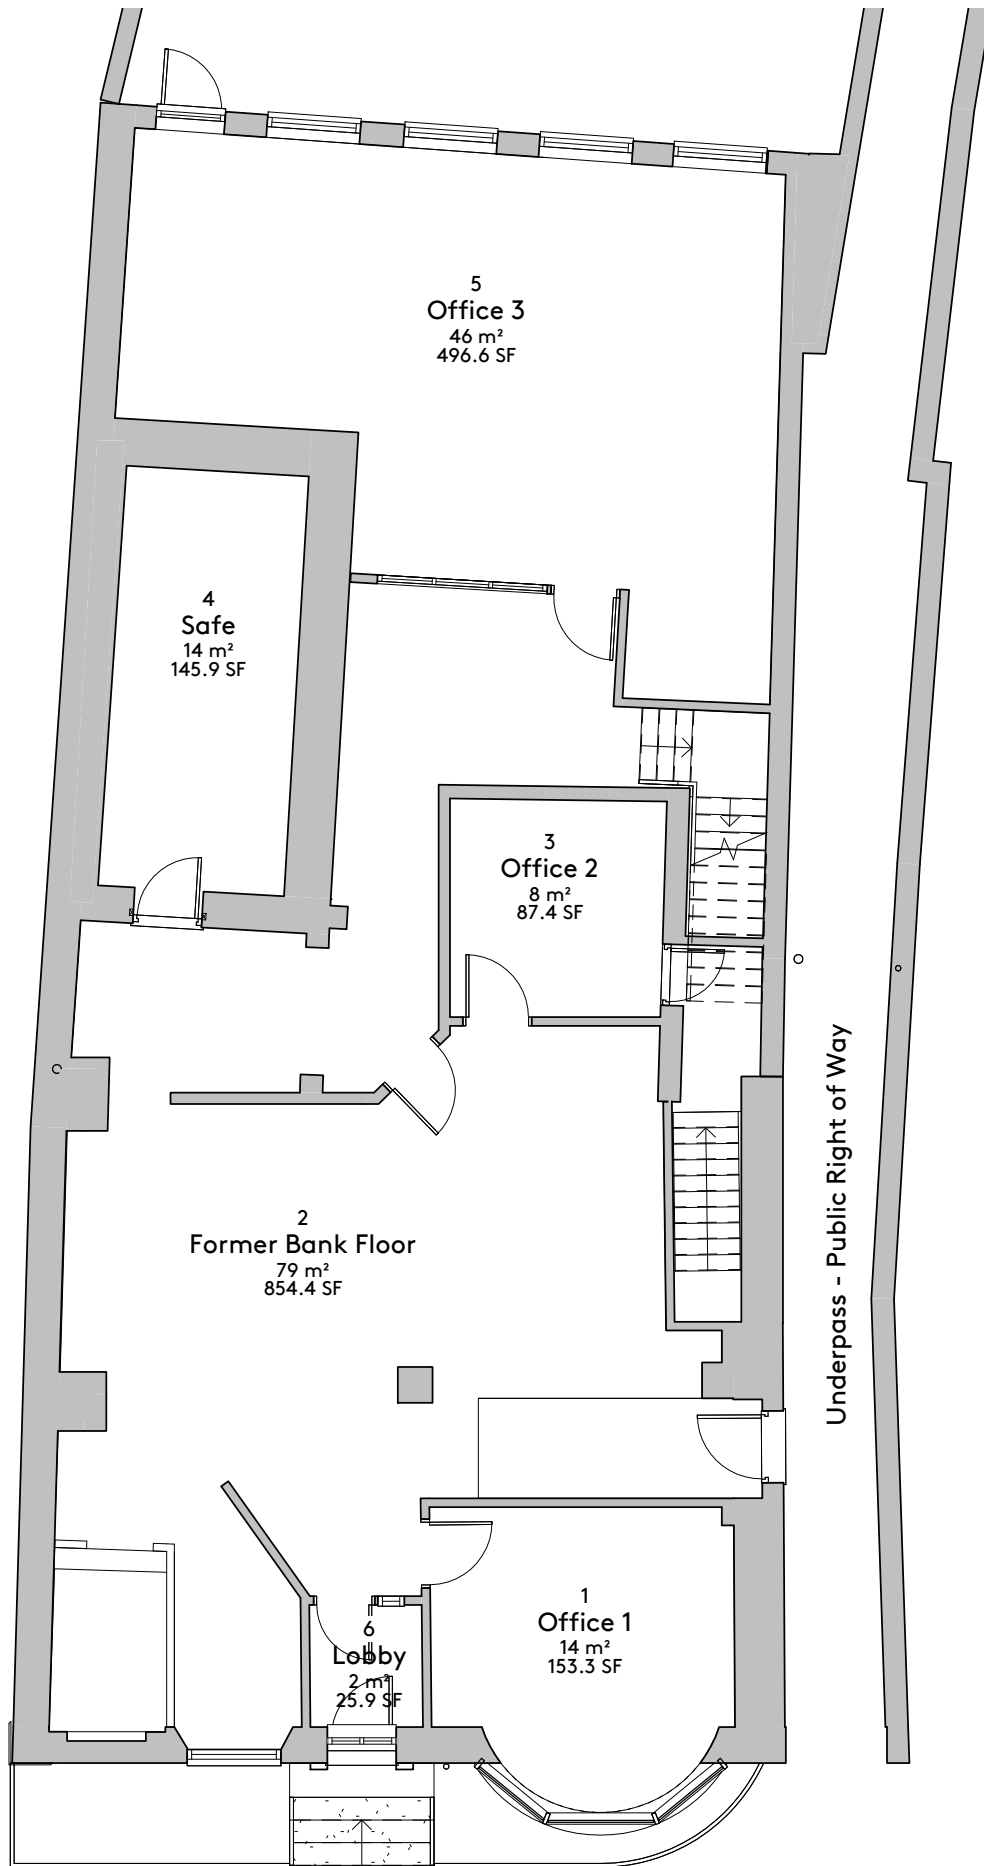 5
Office 3
46 m²
496.6 SF
4
Safe
14 m²
145.9 SF
3
Office 2
8 m²
87.4 SF
Underpass - Public Right of Way
2
Former Bank Floor
79 m²
854.4 SF
1
Office 1
14 m²
153.3 SF
6
Lobby
2 m²
25.9 SF